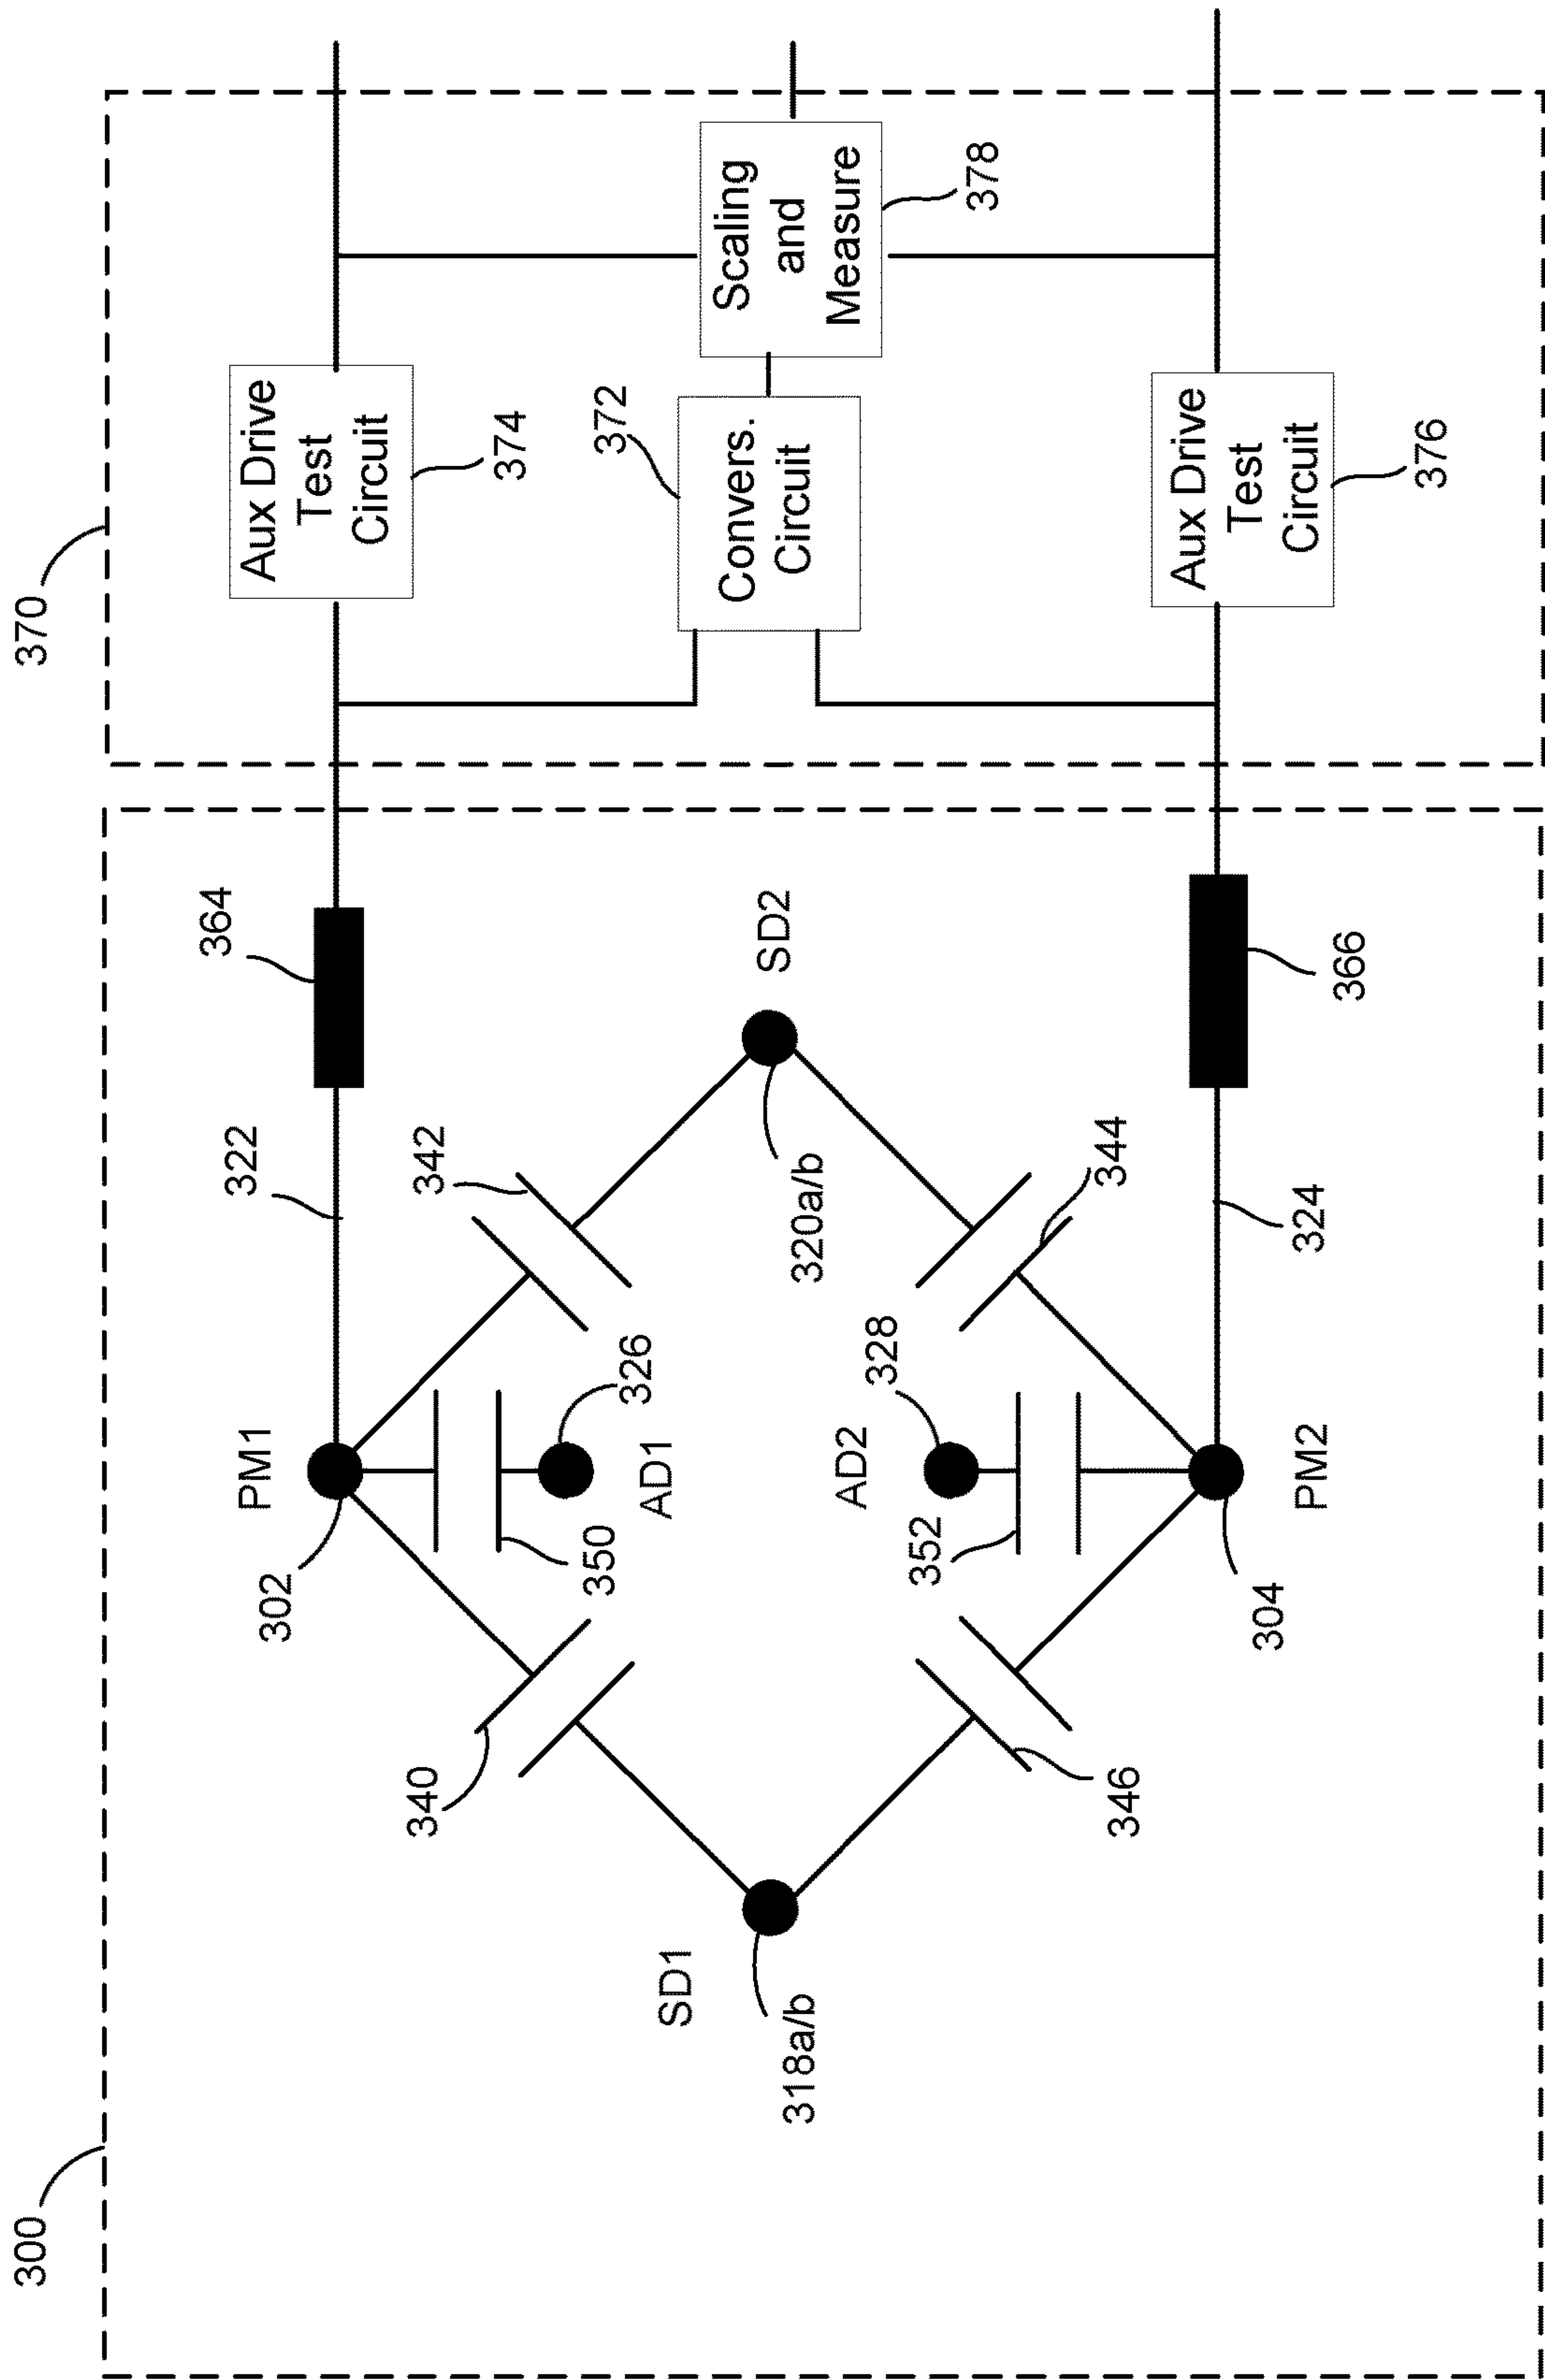 300
370
PM1
302
322
364
Aux Drive
Test
Circuit
374
340
342
350
326
AD1
SD1
318a/b
SD2
320a/b
372
Convers.
Circuit
Scaling
and
Measure
378
AD2
328
352
346
344
304
PM2
324
366
Aux Drive
Test
Circuit
376